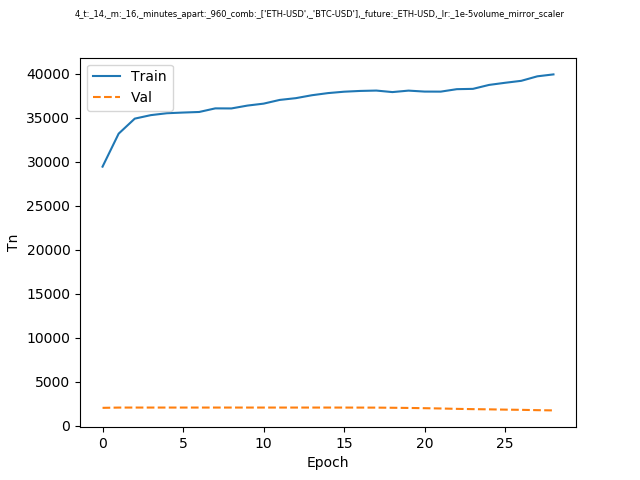 4_t:_14,_m:_16,_minutes_apart:_960_comb:_['ETH-USD',_'BTC-USD'],_future:_ETH-USD,_lr:_1e-5volume_mirror_scaler
Train
Val
40000
35000
30000
25000
20000
15000
10000
5000
0
Tn
0 5 10 15 20 25
Epoch